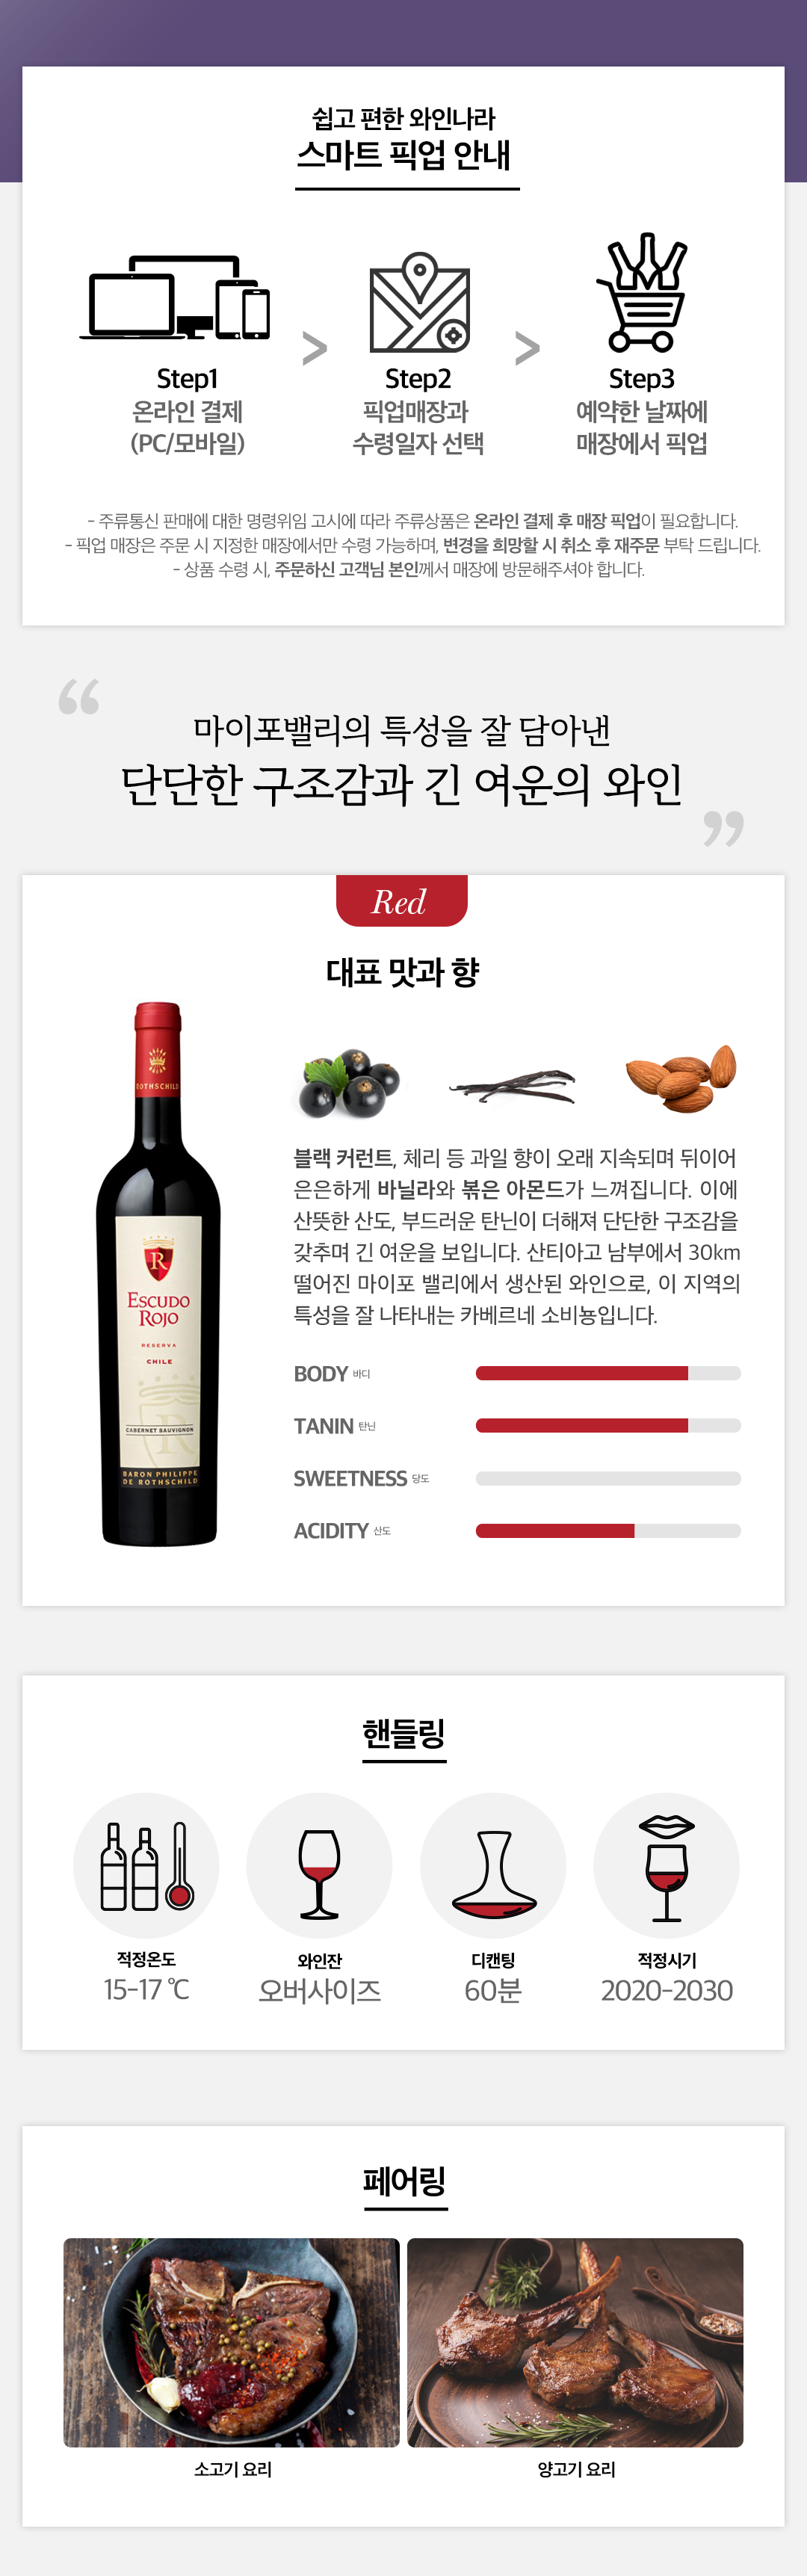 쉽고 편한 와인나라
스마트 픽업 안내
Step1
온라인 결제
(PC/모바일)
>
Step2
픽업매장과
수령일자 선택
>
Step3
예약한 날짜에
매장에서 픽업
- 주류통신 판매에 대한 명령위임 고시에 따라 주류상품은 온라인 결제 후 매장 픽업이 필요합니다.
- 픽업 매장은 주문 시 지정한 매장에서만 수령 가능하며, 변경을 희망할 시 취소 후 재주문 부탁 드립니다.
- 상품 수령 시, 주문하신 고객님 본인께서 매장에 방문해주셔야 합니다.
“
마이포밸리의 특성을 잘 담아낸
단단한 구조감과 긴 여운의 와인
”
Red
대표 맛과 향
ROTHSCHILD
R
ESCUDO
ROJO
RESERVA
CHILE
R
CABERNET SAUVIGNON
BARON PHILIPPE
DE ROTHSCHILD
블랙 커런트, 체리 등 과일 향이 오래 지속되며 뒤이어
은은하게 바닐라와 볶은 아몬드가 느껴집니다. 이에
산뜻한 산도, 부드러운 탄닌이 더해져 단단한 구조감을
갖추며 긴 여운을 보입니다. 산티아고 남부에서 30km
떨어진 마이포 밸리에서 생산된 와인으로, 이 지역의
특성을 잘 나타내는 카베르네 소비뇽입니다.
BODY 바디
TANIN 탄닌
SWEETNESS 당도
ACIDITY 산도
핸들링
적정온도
15-17 ℃
와인잔
오버사이즈
디캔팅
60분
적정시기
2020-2030
페어링
소고기 요리
양고기 요리